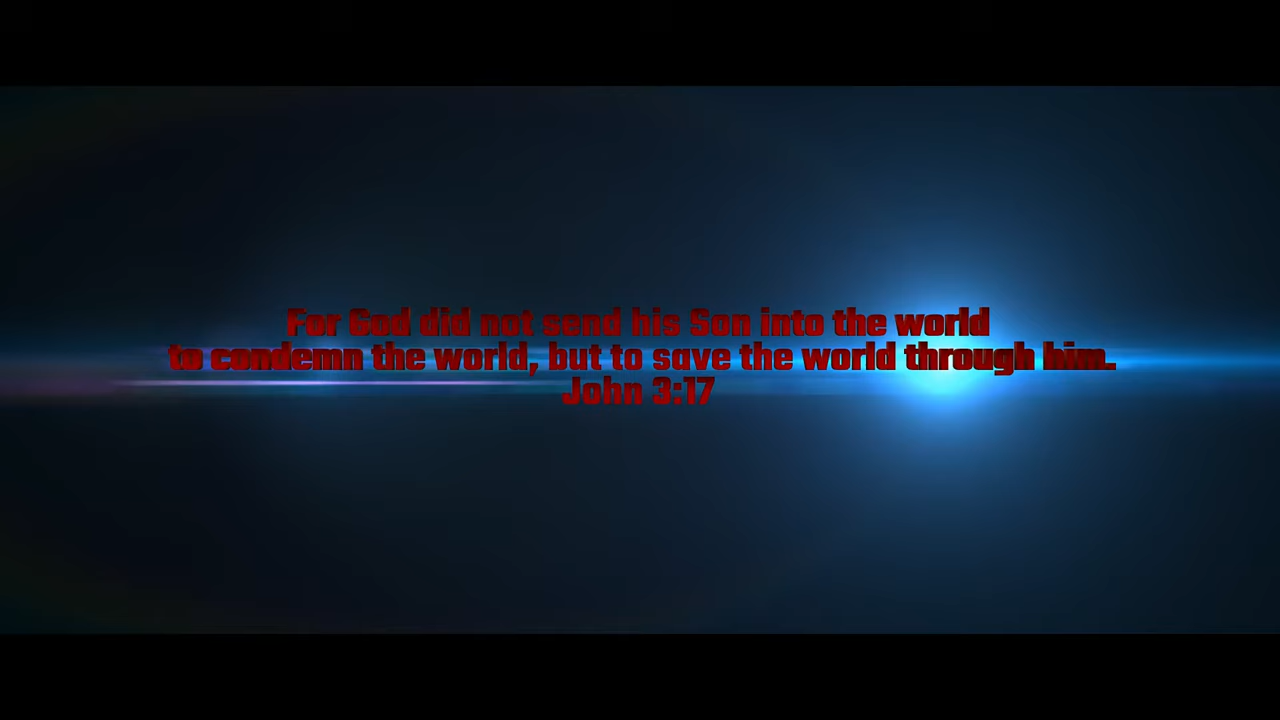 For God did not send his Son into the world
to condemn the world, but to save the world through him.
John 3:17